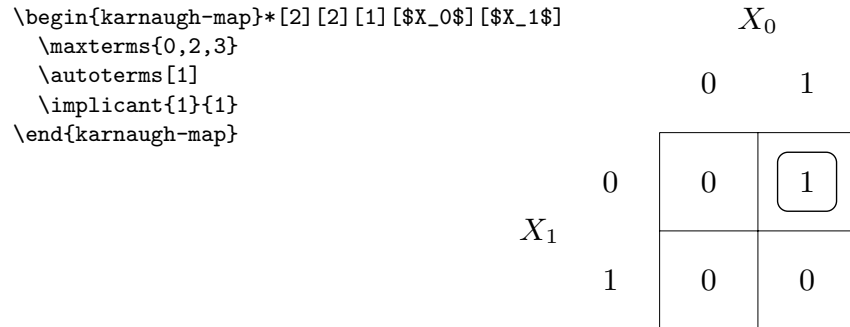 \begin{karnaugh-map}*[2][2][1][$X_0$][$X_1$]
\maxterms{0,2,3}
\autoterms[1]
\implicant{1}{1}
\end{karnaugh-map}
X₀
0 1
0 0 1
X₁
1 0 0